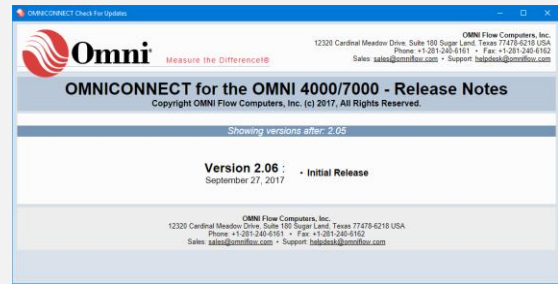 OMNICONNECT Check For Updates
Omni
Measure the Difference!®
OMNI Flow Computers, Inc.
12320 Cardinal Meadow Drive, Suite 180 Sugar Land, Texas 77478-6218 USA
Phone: +1-281-240-6161 • Fax: +1-281-240-6162
Sales: sales@omniflow.com • Support: helpdesk@omniflow.com
OMNICONNECT for the OMNI 4000/7000 - Release Notes
Copyright OMNI Flow Computers, Inc. (c) 2017, All Rights Reserved.
Showing versions after: 2.05
Version 2.06 :
September 27, 2017
• Initial Release
OMNI Flow Computers, Inc.
12320 Cardinal Meadow Drive, Suite 180 Sugar Land, Texas 77478-6218 USA
Phone: +1-281-240-6161 • Fax: +1-281-240-6162
Sales: sales@omniflow.com • Support: helpdesk@omniflow.com